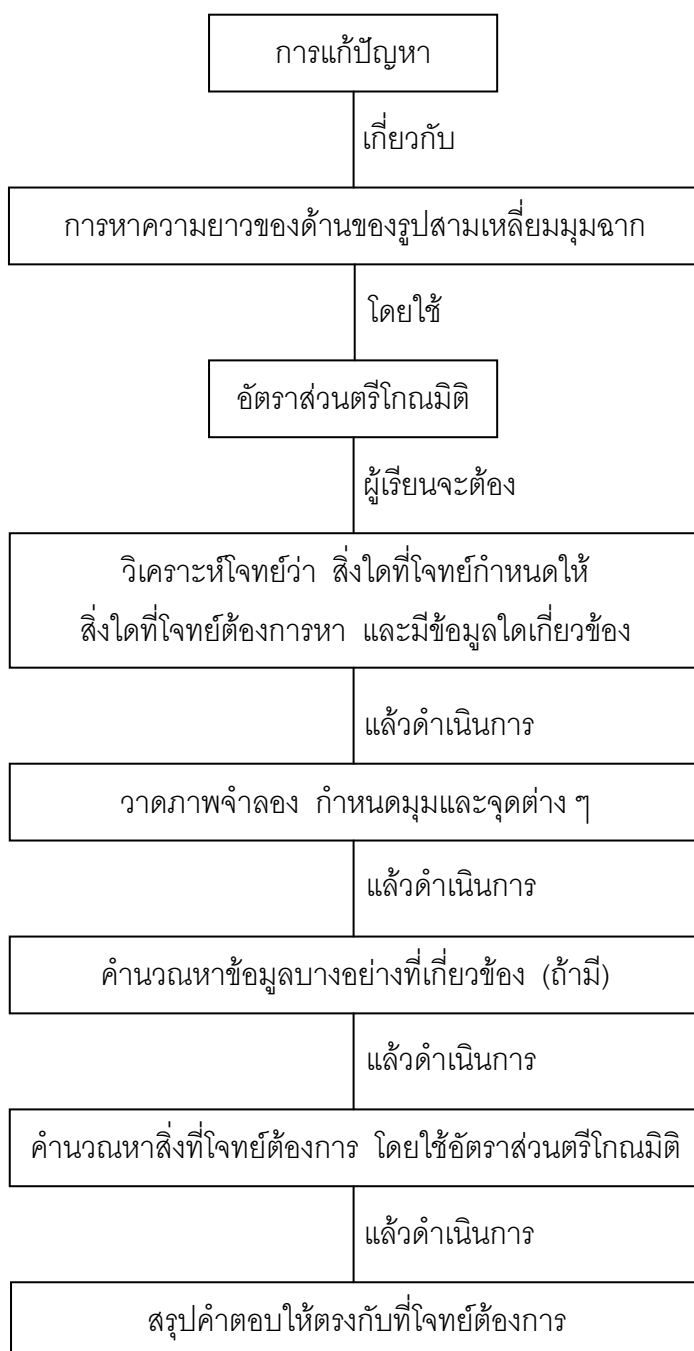 การแก้ปัญหา
เกี่ยวกับ
การหาความยาวของด้านของรูปสามเหลี่ยมมุมฉาก
โดยใช้
อัตราส่วนตรีโกณมิติ
ผู้เรียนจะต้อง
วิเคราะห์โจทย์ว่า สิ่งใดที่โจทย์กำหนดให้
สิ่งใดที่โจทย์ต้องการหา และมีข้อมูลใดเกี่ยวข้อง
แล้วดำเนินการ
วาดภาพจำลอง กำหนดมุมและจุดต่าง ๆ
แล้วดำเนินการ
คำนวณหาข้อมูลบางอย่างที่เกี่ยวข้อง (ถ้ามี)
แล้วดำเนินการ
คำนวณหาสิ่งที่โจทย์ต้องการ โดยใช้อัตราส่วนตรีโกณมิติ
แล้วดำเนินการ
สรุปคำตอบให้ตรงกับที่โจทย์ต้องการ